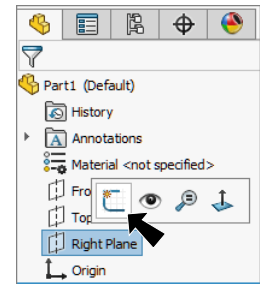 Part1 (Default)
History
Annotations
Material <not specified>
Fro
Top
Right Plane
Origin